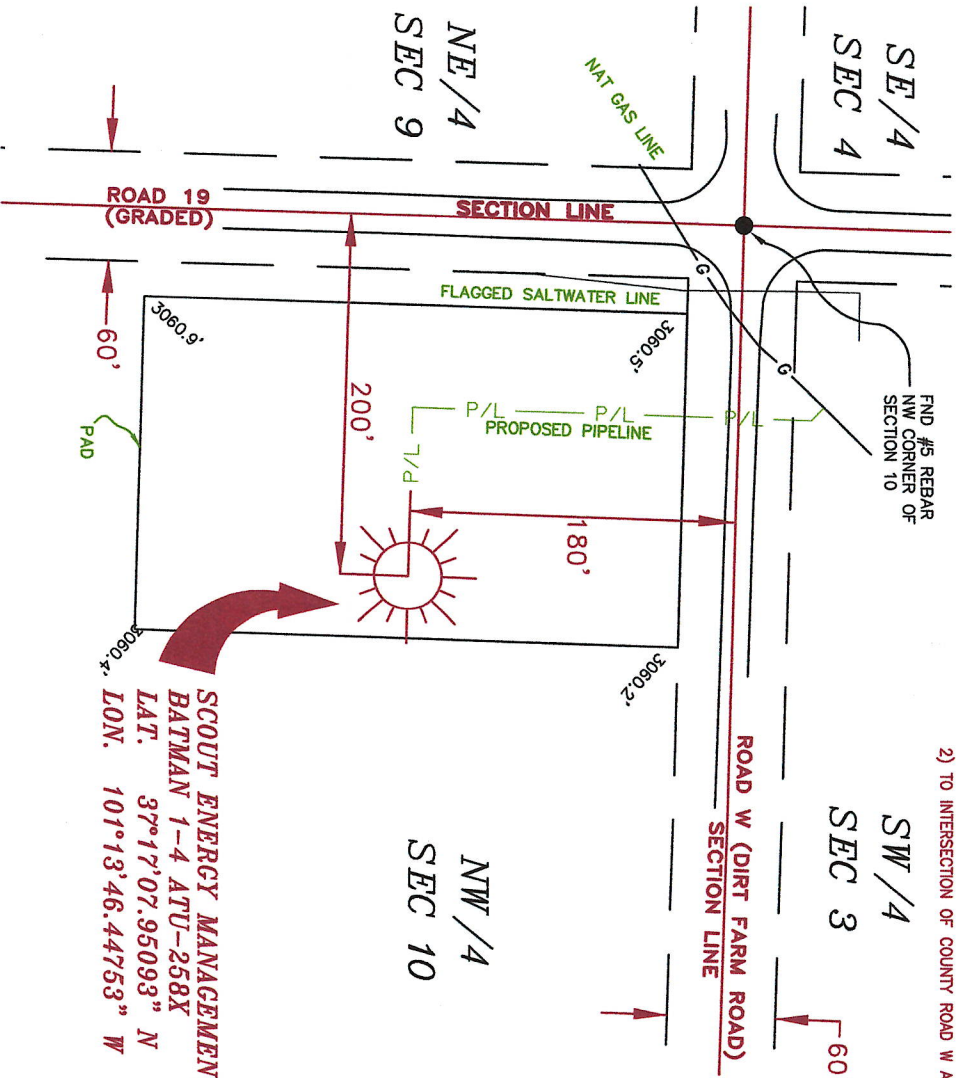 2) TO INTERSECTION OF COUNTY ROAD W A
SE/4
SEC 4
SW/4
SEC 3
FND #5 REBAR
NW CORNER OF
SECTION 10
60
NAT GAS LINE
G
G
NE/4
SEC 9
SECTION LINE
ROAD 19
(GRADED)
ROAD W (DIRT FARM ROAD)
SECTION LINE
FLAGGED SALTWATER LINE
3060.5'
3060.2'
3060.9'
3060.4'
P/L
P/L
P/L
P/L
PROPOSED PIPELINE
180'
200'
60'
PAD
NW/4
SEC 10
SCOUT ENERGY MANAGEMEN
BATMAN 1-4 ATU-258X
LAT. 37°17'07.95093" N
LON. 101°13'46.44753" W